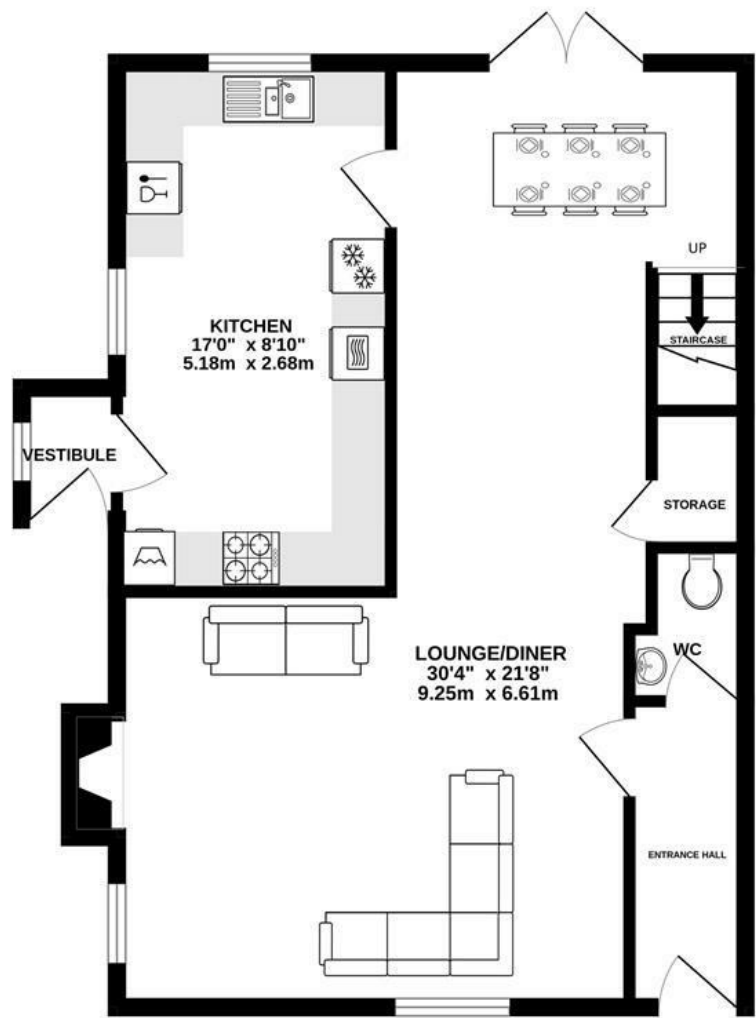 UP
STAIRCASE
KITCHEN
17'0" x 8'10"
5.18m x 2.68m
VESTIBULE
STORAGE
LOUNGE/DINER
30'4" x 21'8"
9.25m x 6.61m
WC
ENTRANCE HALL